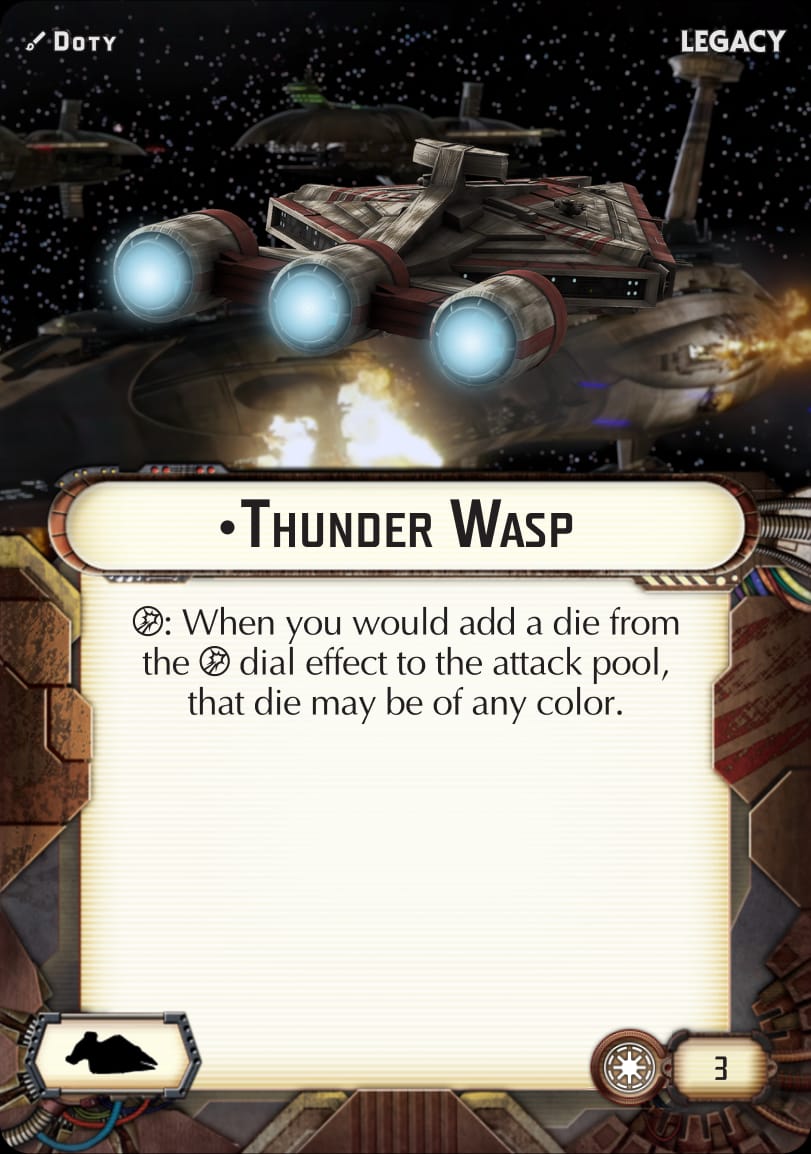 Doty
LEGACY
•Thunder Wasp
: When you would add a die from
the dial effect to the attack pool,
that die may be of any color.
3